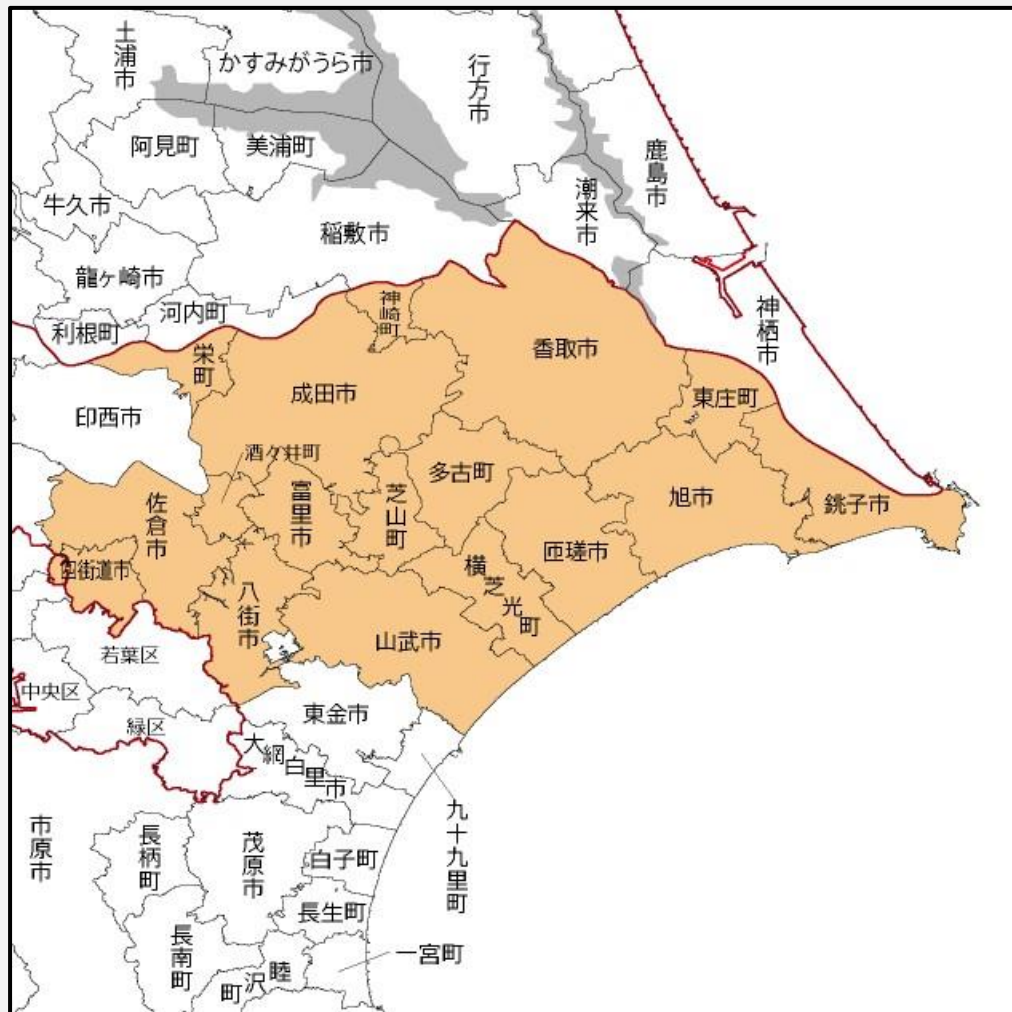 土浦市
かすみがうら市
行方市
阿見町
美浦町
鹿島市
牛久市
潮来市
稲敷市
龍ヶ崎市
神崎町
河内町
利根町
神栖市
香取市
栄町
成田市
東庄町
印西市
酒々井町
多古町
佐倉市
富里市
芝山町
旭市
銚子市
匝瑳市
四街道市
横芝光町
八街市
山武市
若葉区
中央区
東金市
緑区
大網白里市
九十九里町
市原市
長柄町
茂原市
白子町
長生町
長南町
一宮町
睦沢町